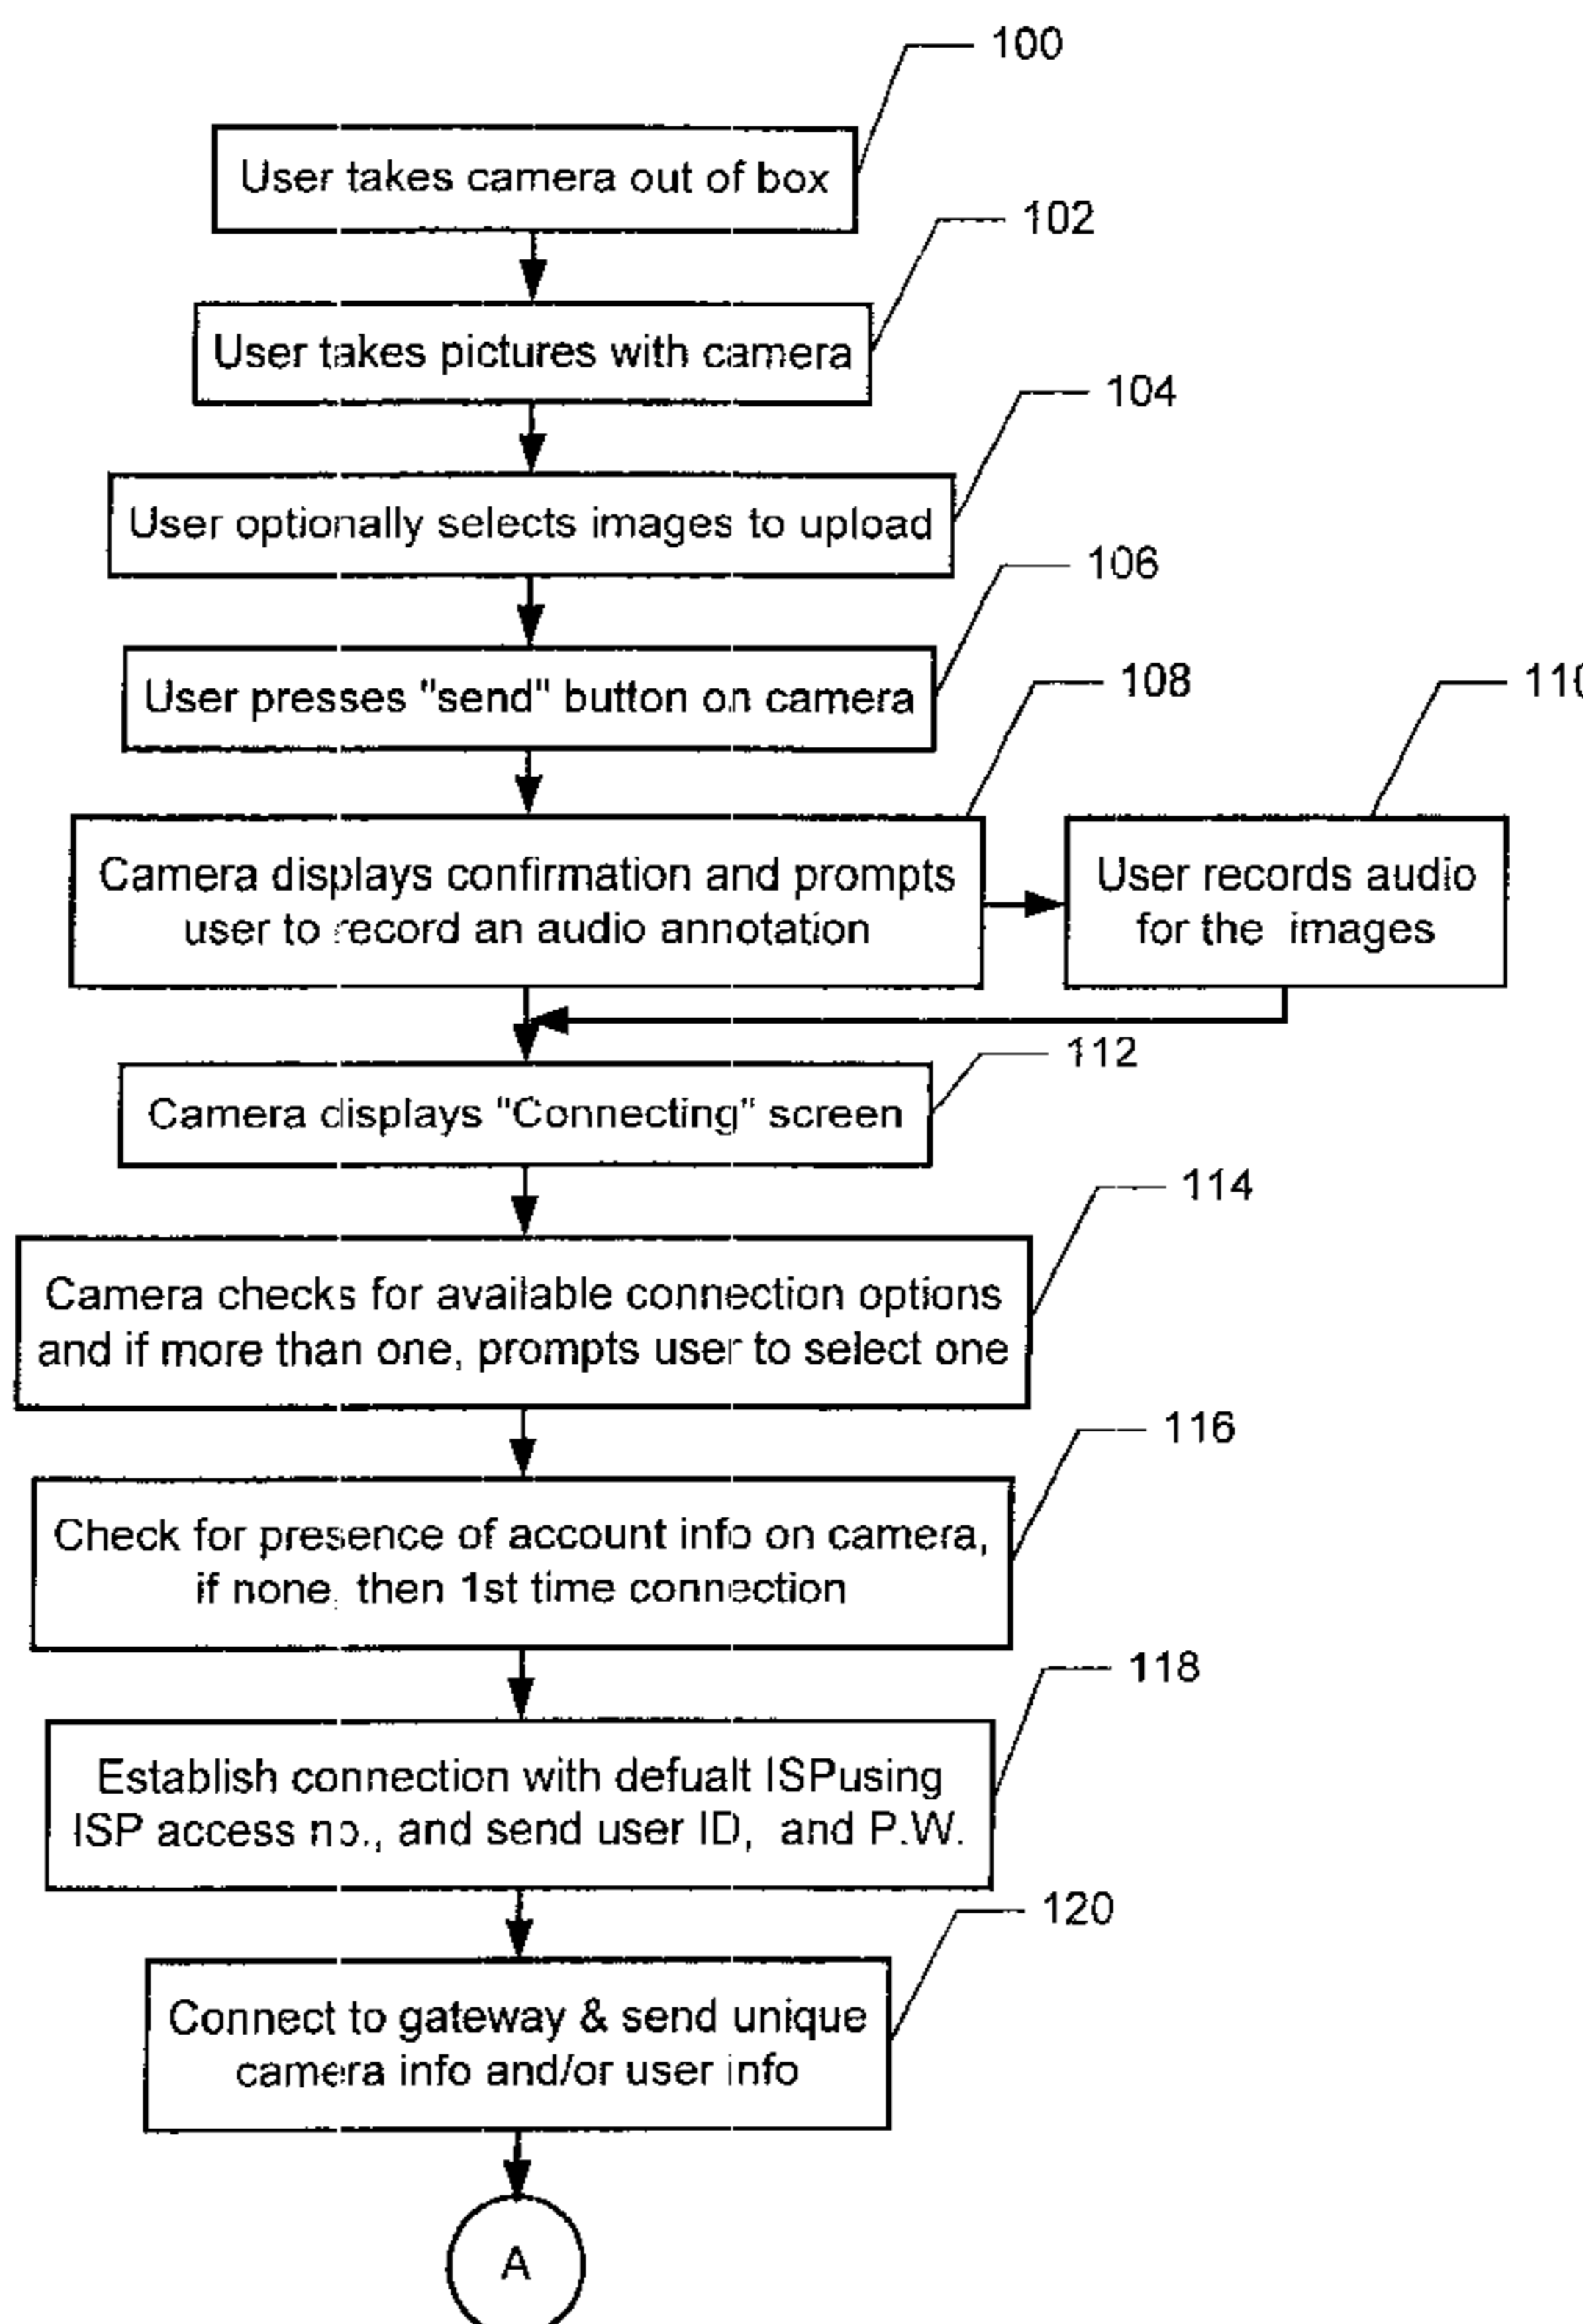 100
User takes camera out of box
102
User takes pictures with camera
104
User optionally selects images to upload
106
User presses "send" button on camera
108
110
Camera displays confirmation and prompts
user to record an audio annotation
User records audio
for the images
112
Camera displays "Connecting" screen
114
Camera checks for available connection options
and if more than one, prompts user to select one
116
Check for presence of account info on camera,
if none, then 1st time connection
118
Establish connection with defualt ISPusing
ISP access no., and send user ID, and P.W.
120
Connect to gateway & send unique
camera info and/or user info
A